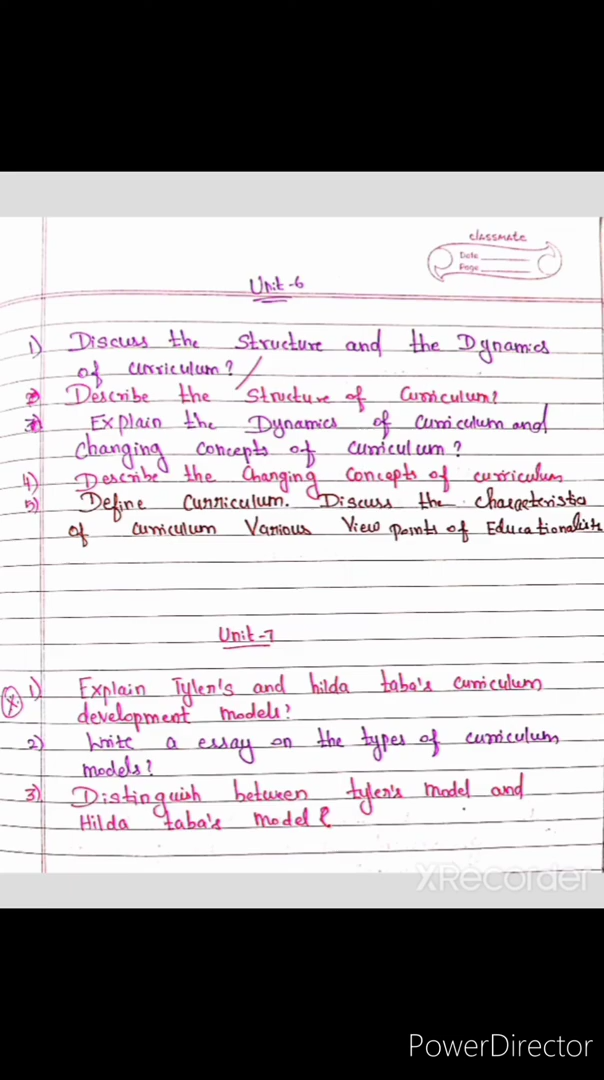 classmate
Date
Page
Unit-6
1) Discuss the Structure and the Dynamics
of curriculum?
2) Describe the Structure of Curriculum?
3) Explain the Dynamics of curriculum and
changing concepts of curriculum?
4) Describe the Changing Concepts of curriculum
5) Define Curriculum. Discuss the Characteristics
of curriculum Various View points of Educationalists
Unit-7
1) Explain Tyler's and hilda taba's curriculum
development models?
2) Write a essay on the types of curriculum
models?
3) Distinguish between tyler's model and
Hilda taba's model?
XRecorder
PowerDirector